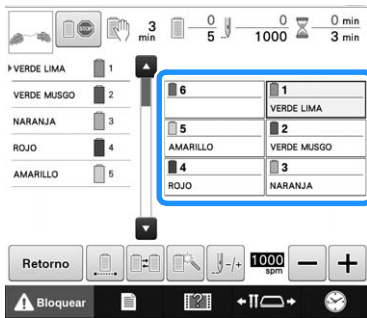 3 min
0 5
0 1000
0 min
3 min
VERDE LIMA 1
VERDE MUSGO 2
NARANJA 3
ROJO 4
AMARILLO 5
6
1 VERDE LIMA
5 AMARILLO
2 VERDE MUSGO
4 ROJO
3 NARANJA
Retorno
-/+
1000 spm
− +
Bloquear
?